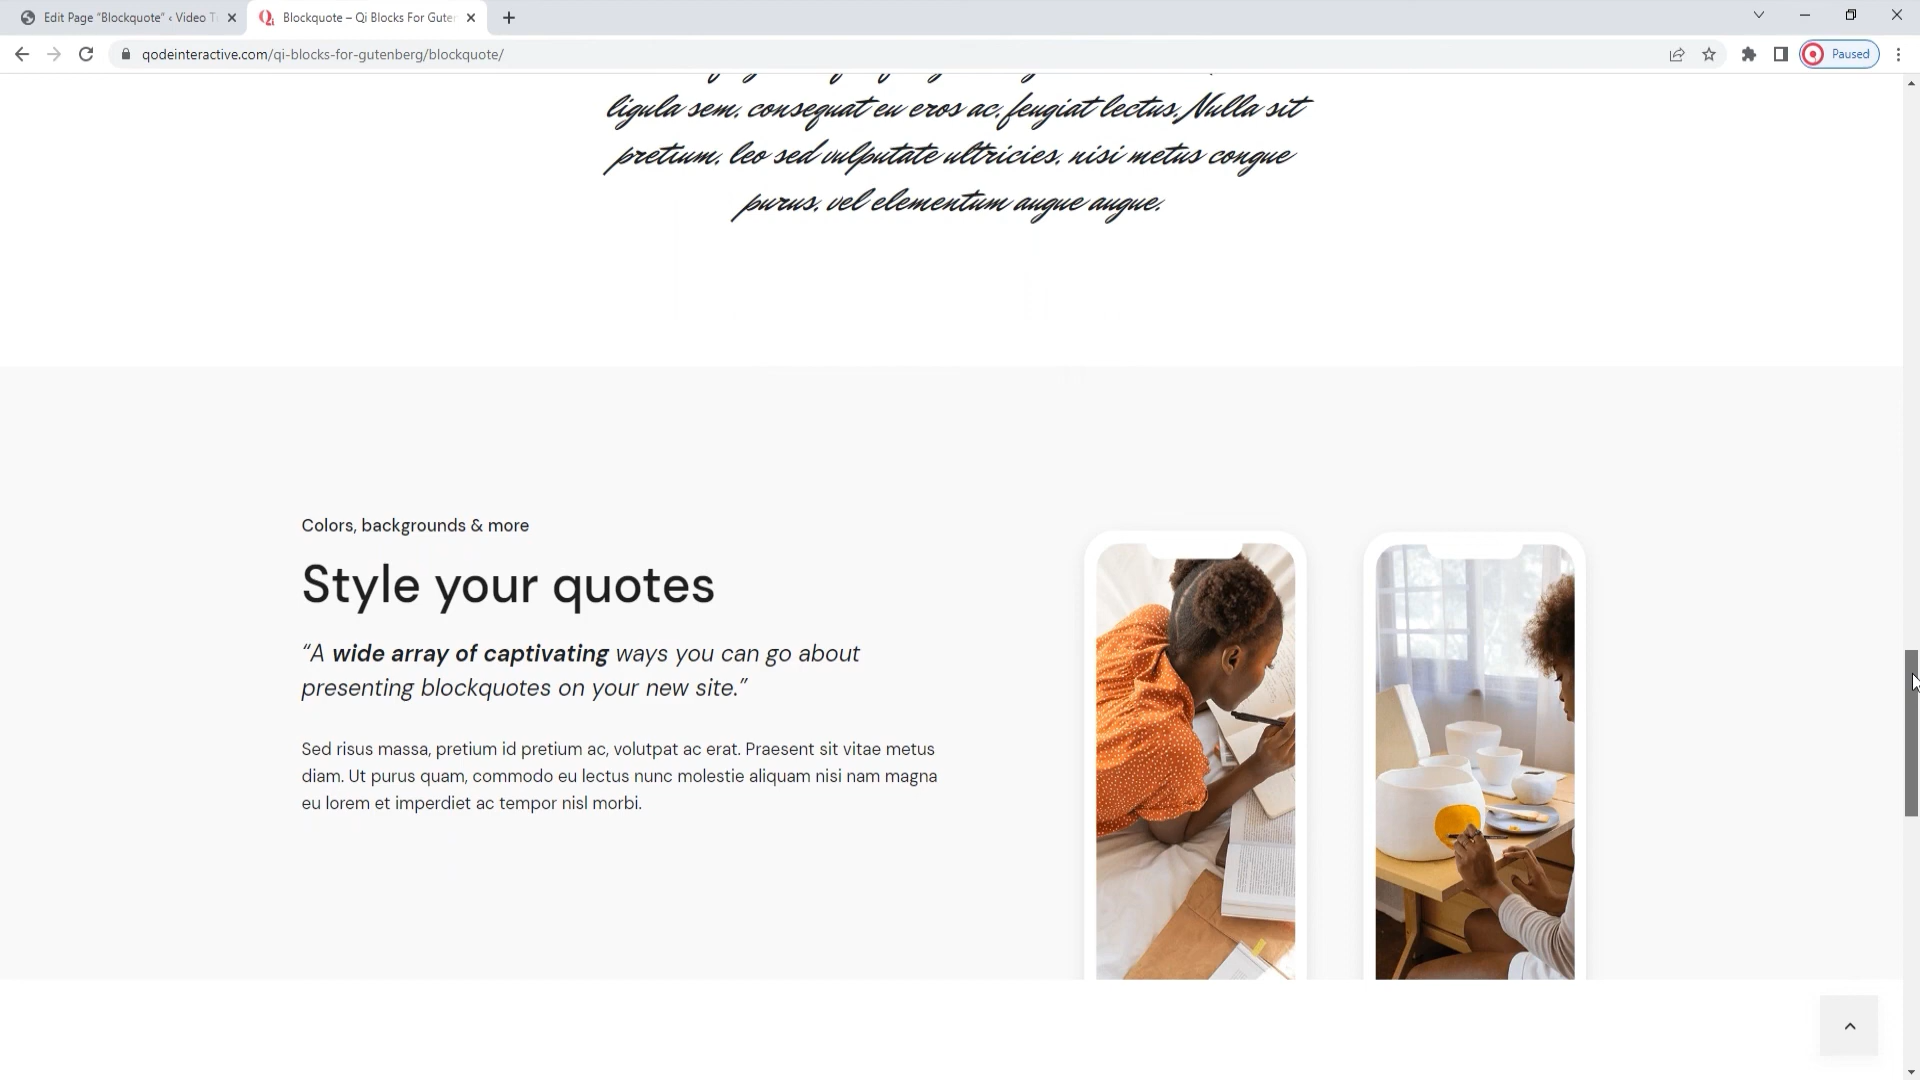 Edit Page "Blockquote" ‹ Video T
Blockquote – Qi Blocks For Guten
qodeinteractive.com/qi-blocks-for-gutenberg/blockquote/
Paused
ligula sem, consequat eu eros ac, feugiat lectus. Nulla sit
pretium, leo sed vulputate ultricies, nisi metus congue
purus, vel elementum augue augue.
Colors, backgrounds & more
Style your quotes
“A wide array of captivating ways you can go about
presenting blockquotes on your new site.”
Sed risus massa, pretium id pretium ac, volutpat ac erat. Praesent sit vitae metus
diam. Ut purus quam, commodo eu lectus nunc molestie aliquam nisi nam magna
eu lorem et imperdiet ac tempor nisl morbi.